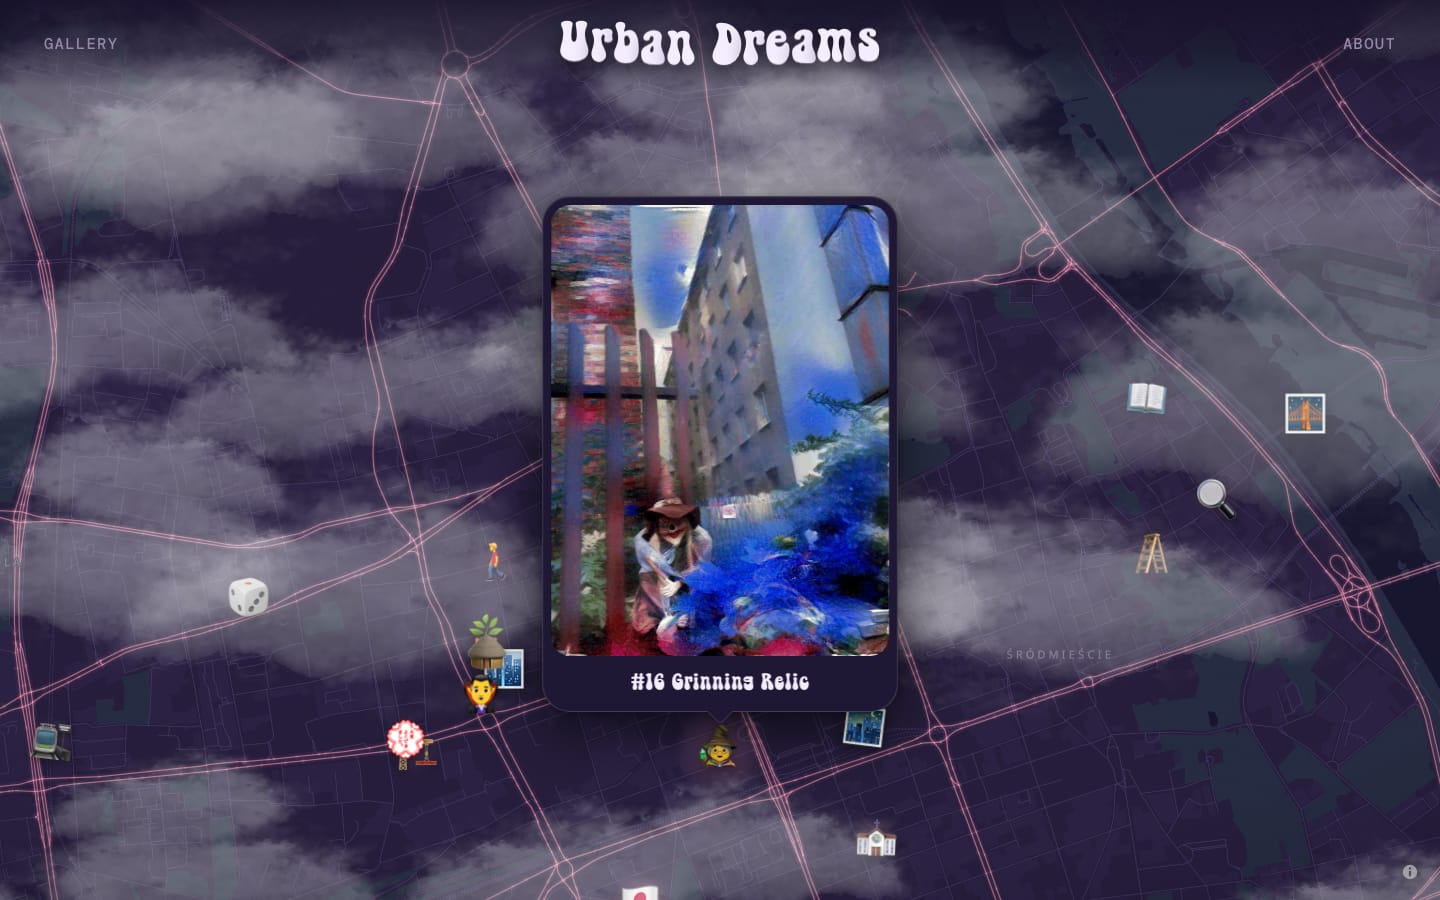 GALLERY
Urban Dreams
ABOUT
ŚRÓDMIEŚCIE
#16 Grinning Relic